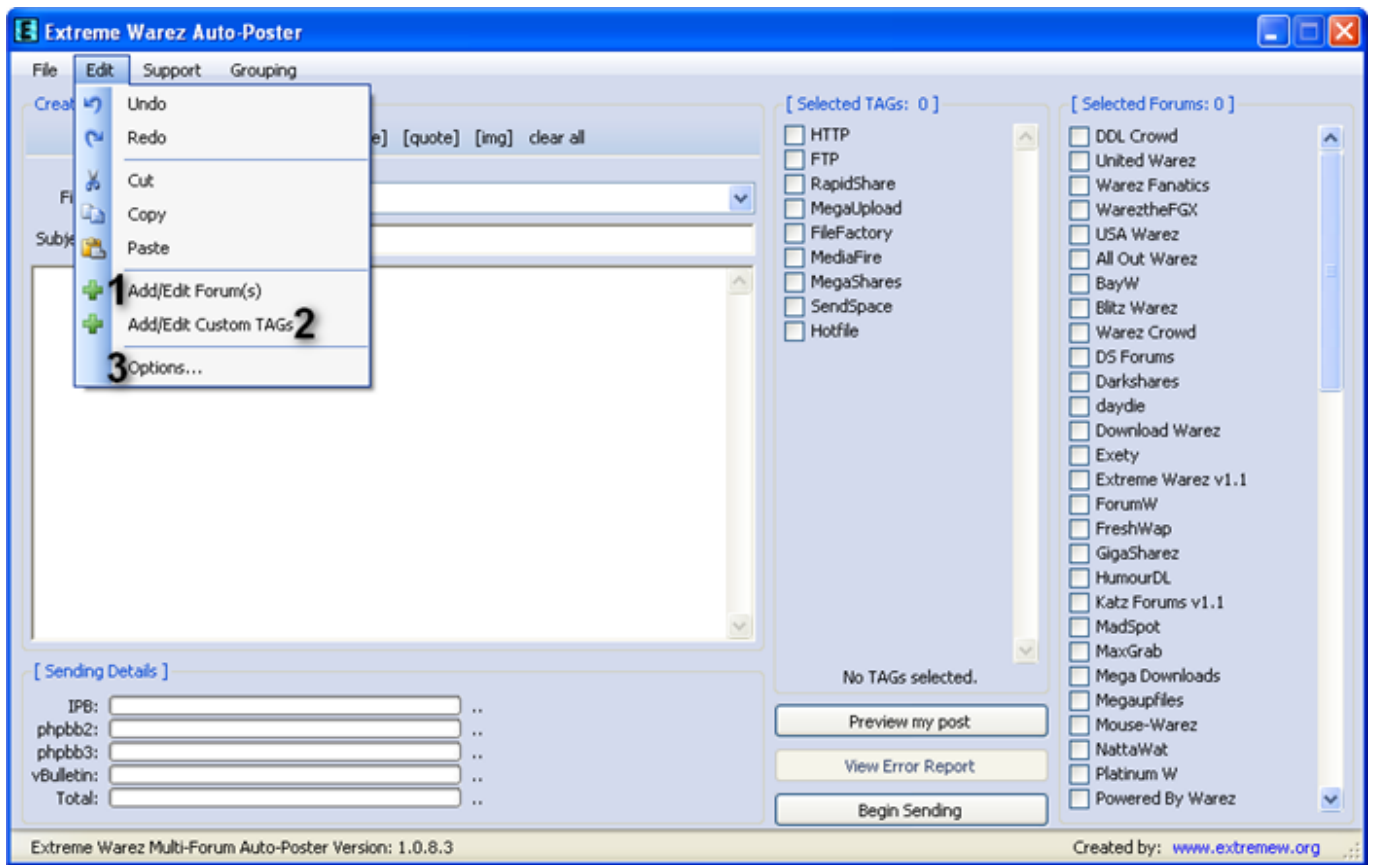 Extreme Warez Auto-Poster
File Edit Support Grouping
Undo
Redo
Cut
Copy
Paste
1 Add/Edit Forum(s)
Add/Edit Custom TAGs 2
3 Options...
[quote] [img] clear all
[ Selected TAGs: 0 ]
HTTP
FTP
RapidShare
MegaUpload
FileFactory
MediaFire
MegaShares
SendSpace
Hotfile
No TAGs selected.
Preview my post
View Error Report
Begin Sending
[ Selected Forums: 0 ]
DDL Crowd
United Warez
Warez Fanatics
WareztheFGX
USA Warez
All Out Warez
BayW
Blitz Warez
Warez Crowd
DS Forums
Darkshares
daydie
Download Warez
Exety
Extreme Warez v1.1
ForumW
FreshWap
GigaSharez
HumourDL
Katz Forums v1.1
MadSpot
MaxGrab
Mega Downloads
Megaupfiles
Mouse-Warez
NattaWat
Platinum W
Powered By Warez
[ Sending Details ]
IPB: ..
phpbb2: ..
phpbb3: ..
vBulletin: ..
Total: ..
Extreme Warez Multi-Forum Auto-Poster Version: 1.0.8.3
Created by: www.extremew.org